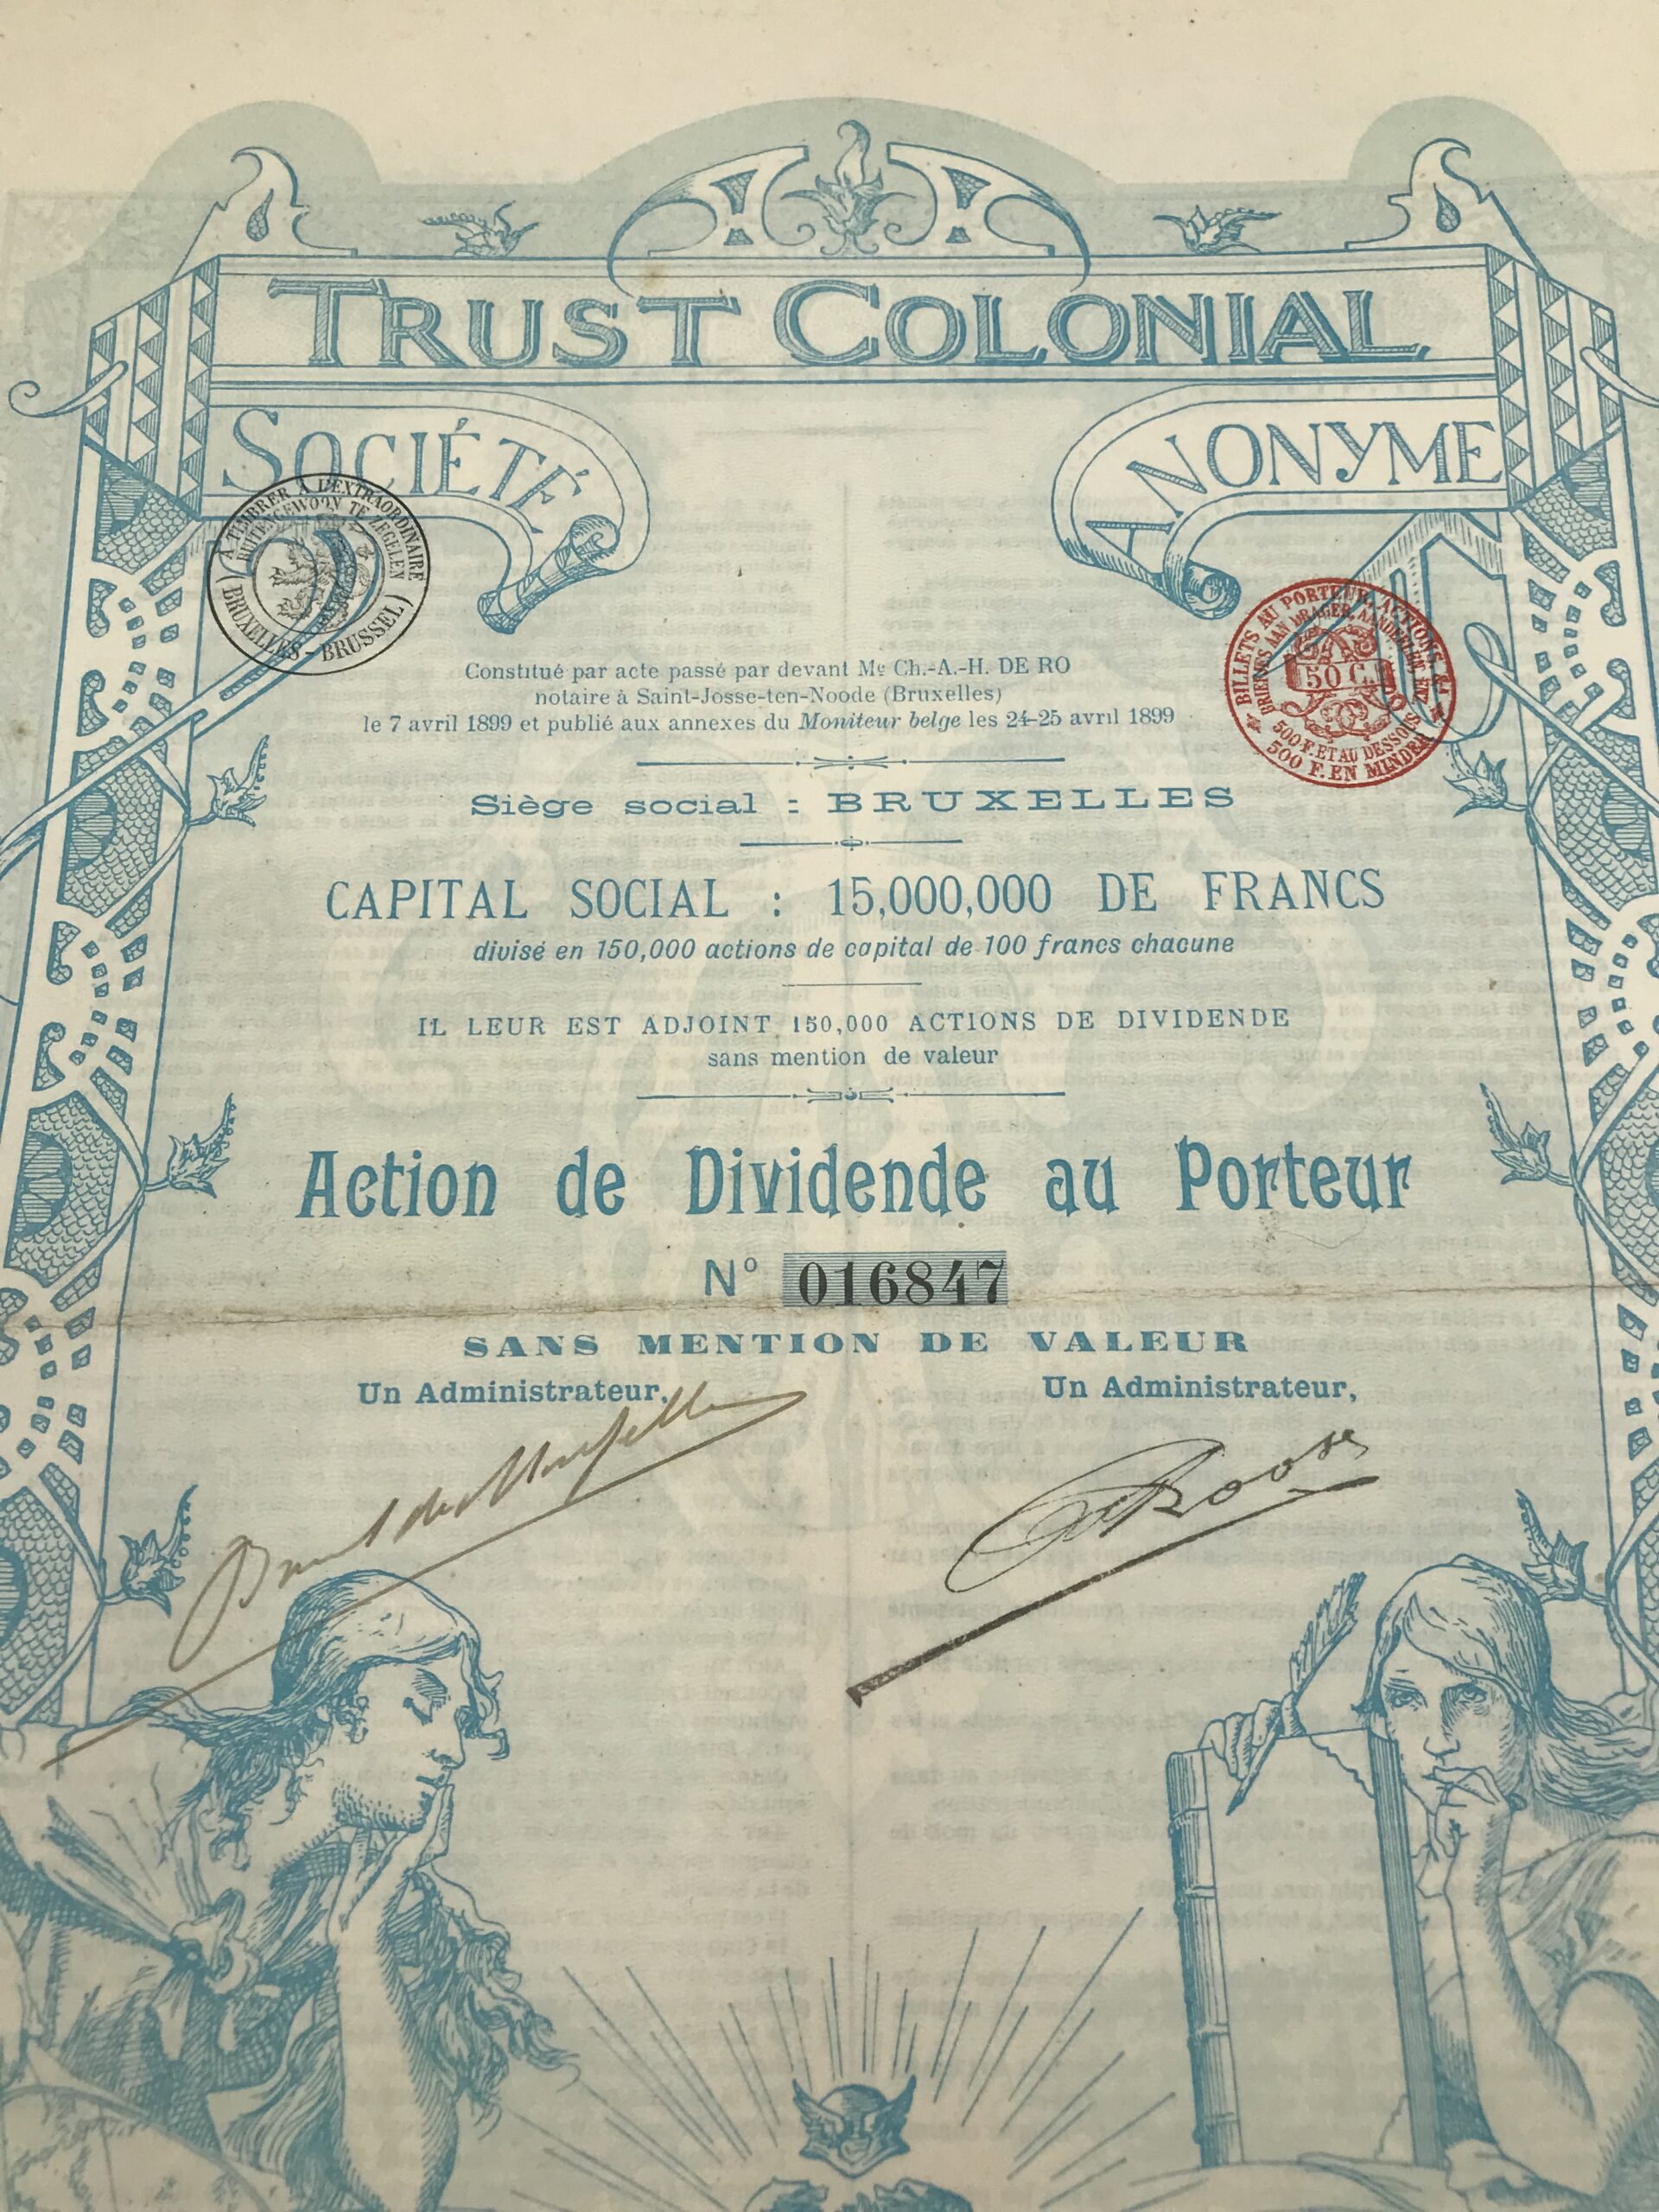 TRUST COLONIAL
SOCIÉTÉ ANONYME
A TIMBRER A L'EXTRAORDINAIRE
BUITENGEWOON TE ZEGELEN
BRUXELLES - BRUSSEL
BILLETS AU PORTEUR, ACTIONS, &
50 C.
500 F. ET AU DESSOUS.
500 F. EN MINDER
Constitué par acte passé par devant Me Ch.-A.-H. DE RO
notaire à Saint-Josse-ten-Noode (Bruxelles)
le 7 avril 1899 et publié aux annexes du Moniteur belge les 24-25 avril 1899
Siège social : BRUXELLES
CAPITAL SOCIAL : 15,000,000 DE FRANCS
divisé en 150,000 actions de capital de 100 francs chacune
IL LEUR EST ADJOINT 150,000 ACTIONS DE DIVIDENDE
sans mention de valeur
Action de Dividende au Porteur
No 016847
SANS MENTION DE VALEUR
Un Administrateur, Un Administrateur,